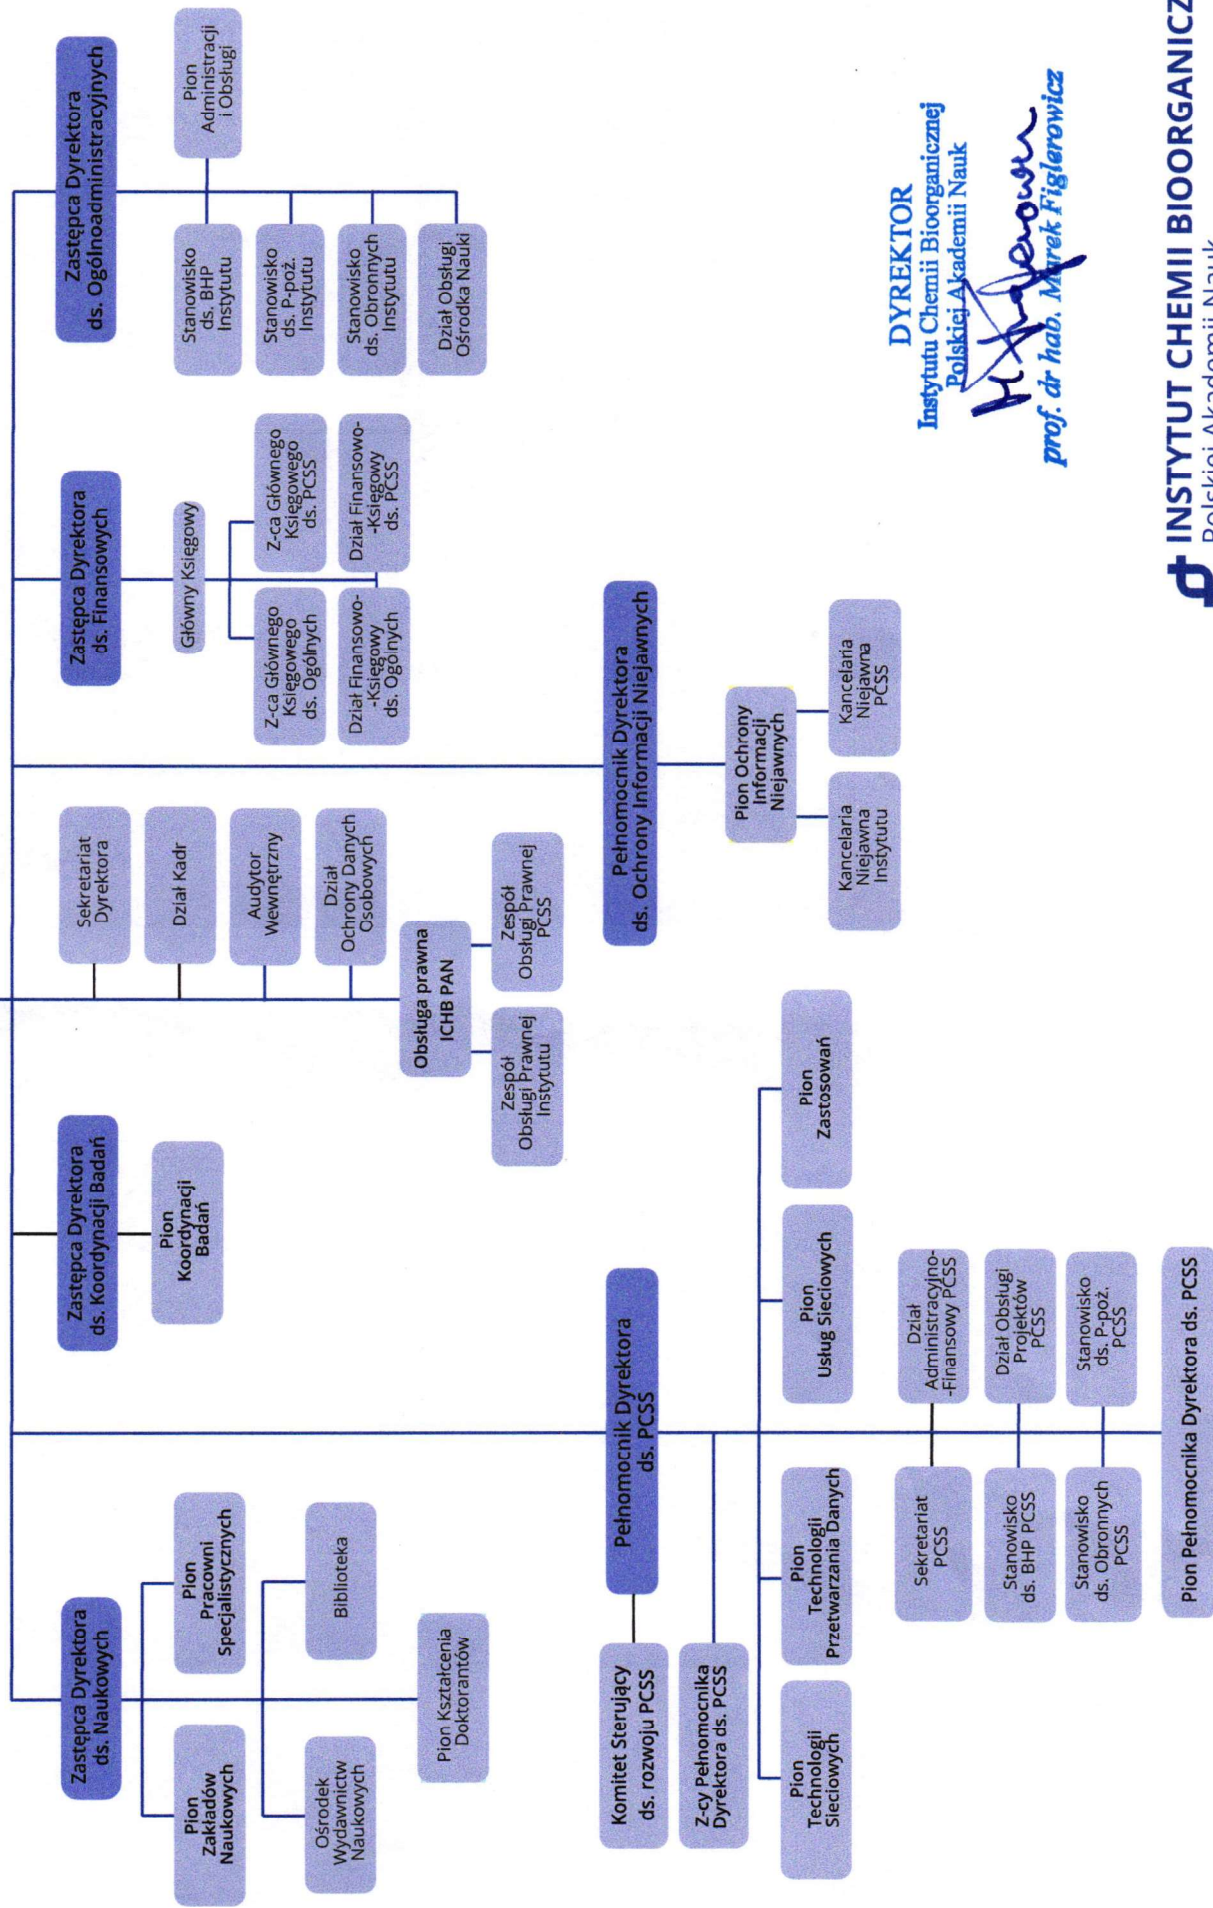 Zastępca Dyrektora
ds. Naukowych
Pion
Zakładów
Naukowych
Pion
Pracowni
Specjalistycznych
Ośrodek
Wydawnictw
Naukowych
Biblioteka
Pion Kształcenia
Doktorantów
Zastępca Dyrektora
ds. Koordynacji Badań
Pion
Koordynacji
Badań
Sekretariat
Dyrektora
Dział Kadr
Audytor
Wewnętrzny
Dział
Ochrony Danych
Osobowych
Obsługa prawna
ICHB PAN
Zespół
Obsługi Prawnej
Instytutu
Zespół
Obsługi Prawnej
PCSS
Zastępca Dyrektora
ds. Finansowych
Główny Księgowy
Z-ca Głównego
Księgowego
ds. Ogólnych
Z-ca Głównego
Księgowego
ds. PCSS
Dział Finansowo-
-Księgowy
ds. Ogólnych
Dział Finansowo-
-Księgowy
ds. PCSS
Zastępca Dyrektora
ds. Ogólnoadministracyjnych
Pion
Administracji
i Obsługi
Stanowisko
ds. BHP
Instytutu
Stanowisko
ds. P-poż.
Instytutu
Stanowisko
ds. Obronnych
Instytutu
Dział Obsługi
Ośrodka Nauki
Pełnomocnik Dyrektora
ds. PCSS
Komitet Sterujący
ds. rozwoju PCSS
Z-cy Pełnomocnika
Dyrektora ds. PCSS
Pion
Technologii
Sieciowych
Pion
Technologii
Przetwarzania Danych
Pion
Usług Sieciowych
Pion
Zastosowań
Sekretariat
PCSS
Dział
Administracyjno-
-Finansowy PCSS
Stanowisko
ds. BHP PCSS
Dział Obsługi
Projektów
PCSS
Stanowisko
ds. Obronnych
PCSS
Stanowisko
ds. P-poż.
PCSS
Pion Pełnomocnika Dyrektora ds. PCSS
Pełnomocnik Dyrektora
ds. Ochrony Informacji Niejawnych
Pion Ochrony
Informacji
Niejawnych
Kancelaria
Niejawna
Instytutu
Kancelaria
Niejawna
PCSS
DYREKTOR
Instytutu Chemii Bioorganicznej
Polskiej Akademii Nauk
prof. dr hab. Marek Figlerowicz
INSTYTUT CHEMII BIOORGANICZ
Polskiej Akademii Nauk